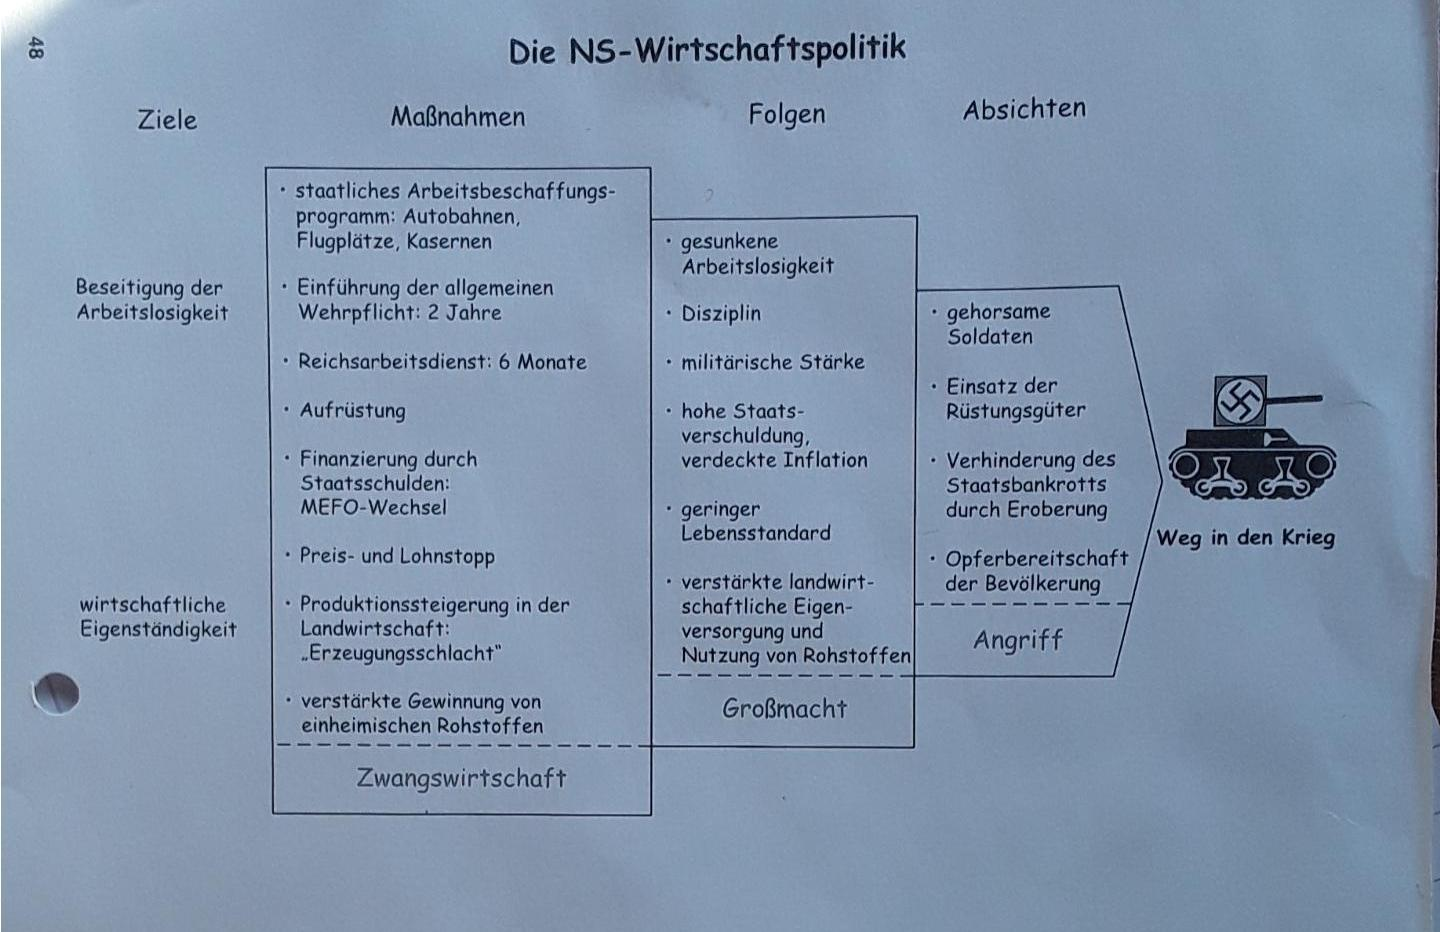 48
Die NS-Wirtschaftspolitik
Ziele
Maßnahmen
Folgen
Absichten
Beseitigung der
Arbeitslosigkeit
wirtschaftliche
Eigenständigkeit
· staatliches Arbeitsbeschaffungs-
programm: Autobahnen,
Flugplätze, Kasernen
· Einführung der allgemeinen
Wehrpflicht: 2 Jahre
· Reichsarbeitsdienst: 6 Monate
· Aufrüstung
· Finanzierung durch
Staatsschulden:
MEFO-Wechsel
· Preis- und Lohnstopp
· Produktionssteigerung in der
Landwirtschaft:
„Erzeugungsschlacht“
· verstärkte Gewinnung von
einheimischen Rohstoffen
Zwangswirtschaft
· gesunkene
Arbeitslosigkeit
· Disziplin
· militärische Stärke
· hohe Staats-
verschuldung,
verdeckte Inflation
· geringer
Lebensstandard
· verstärkte landwirt-
schaftliche Eigen-
versorgung und
Nutzung von Rohstoffen
Großmacht
· gehorsame
Soldaten
· Einsatz der
Rüstungsgüter
· Verhinderung des
Staatsbankrotts
durch Eroberung
· Opferbereitschaft
der Bevölkerung
Angriff
Weg in den Krieg